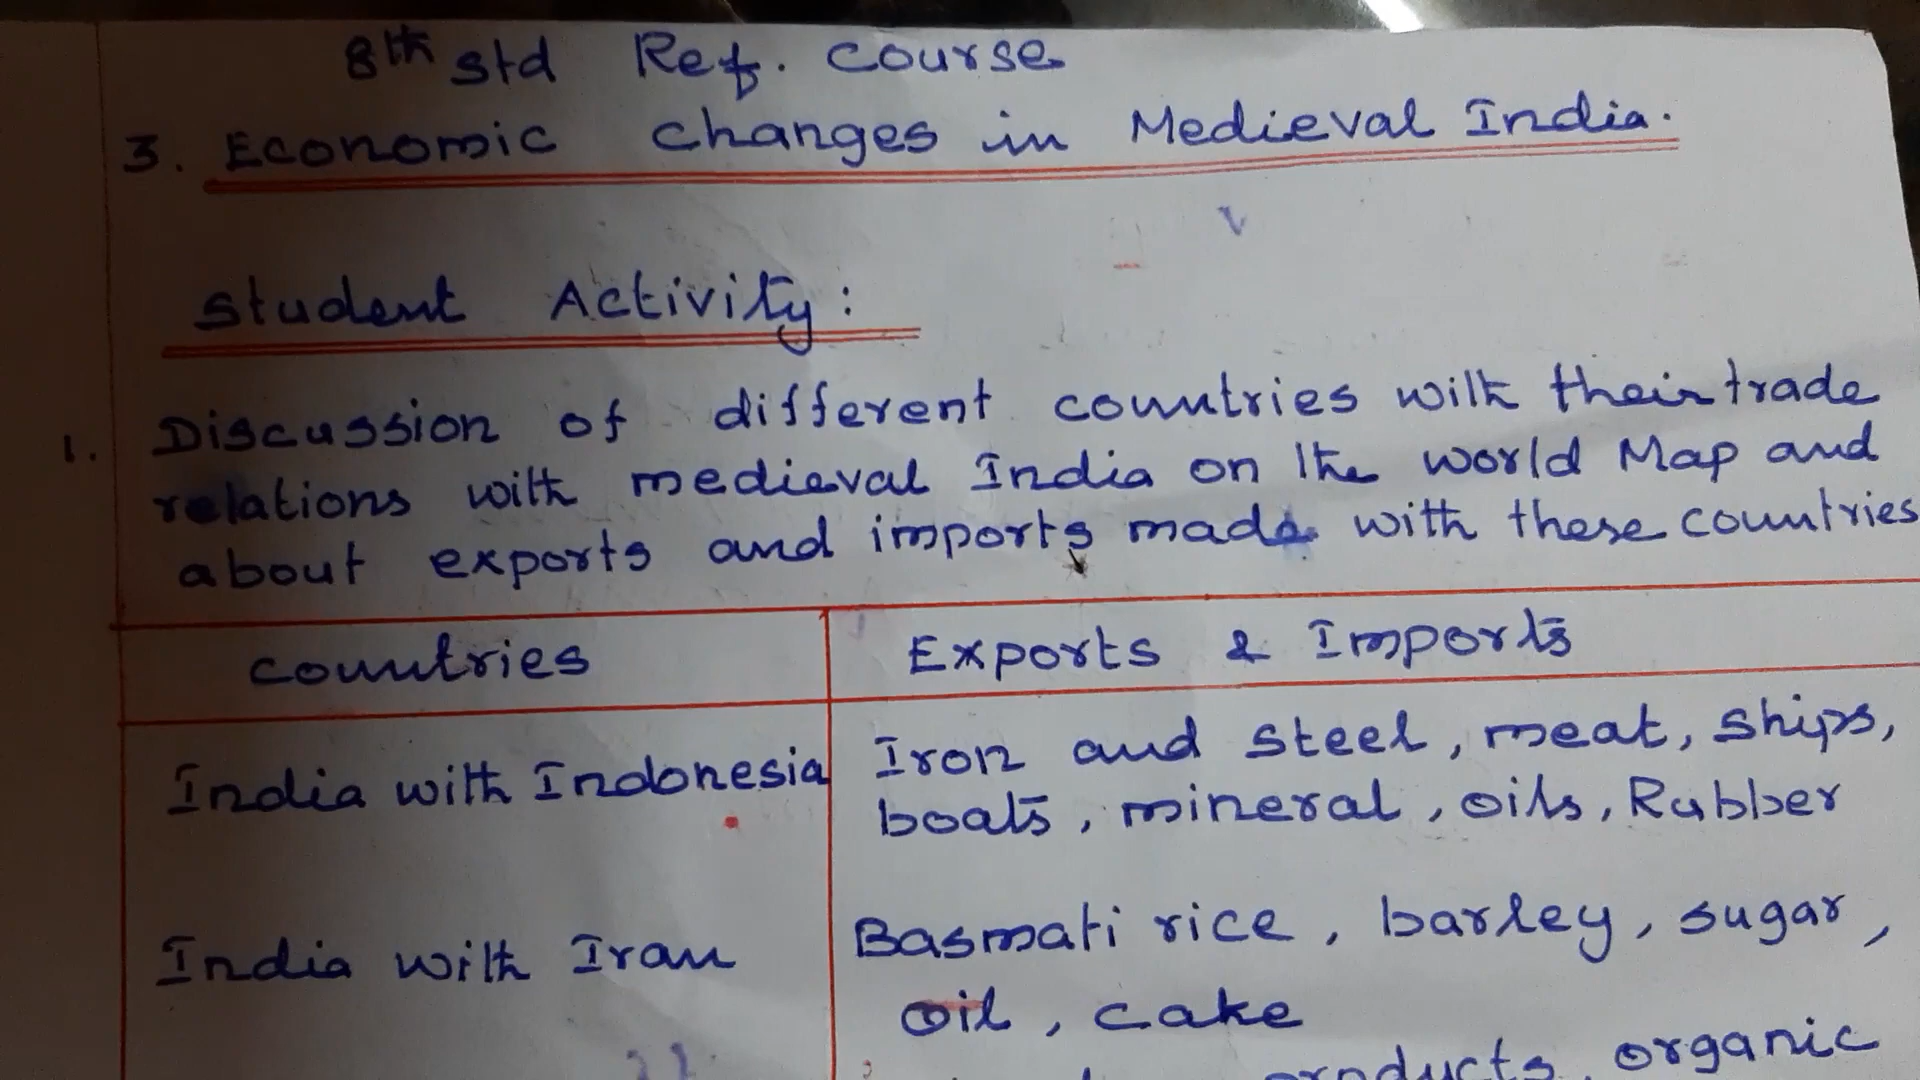 8th std Ref. course
3. Economic changes in Medieval India.
Student Activity:
1. Discussion of different countries with their trade
relations with medieval India on the world Map and
about exports and imports made with these countries
countries Exports & Imports
India with Indonesia Iron and steel, meat, ships,
boats, mineral, oils, Rubber
India with Iran Basmati rice, barley, sugar,
oil, cake
products, organic